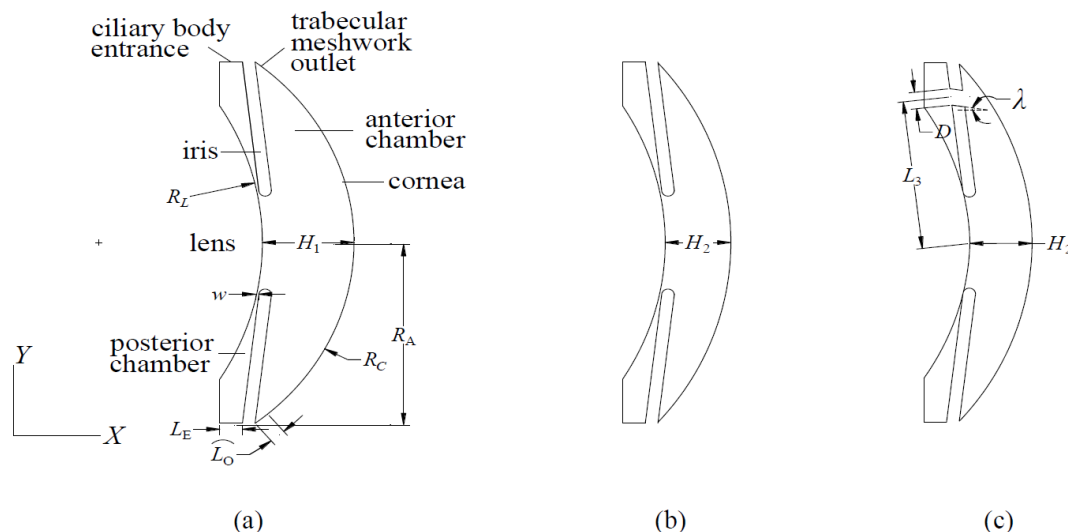 ciliary body
entrance
trabecular
meshwork
outlet
anterior
chamber
iris
cornea
R_L
lens
H_1
w
R_A
posterior
chamber
R_C
L_E
L_O
Y
X
(a)
H_2
(b)
λ
D
L_3
H_2
(c)